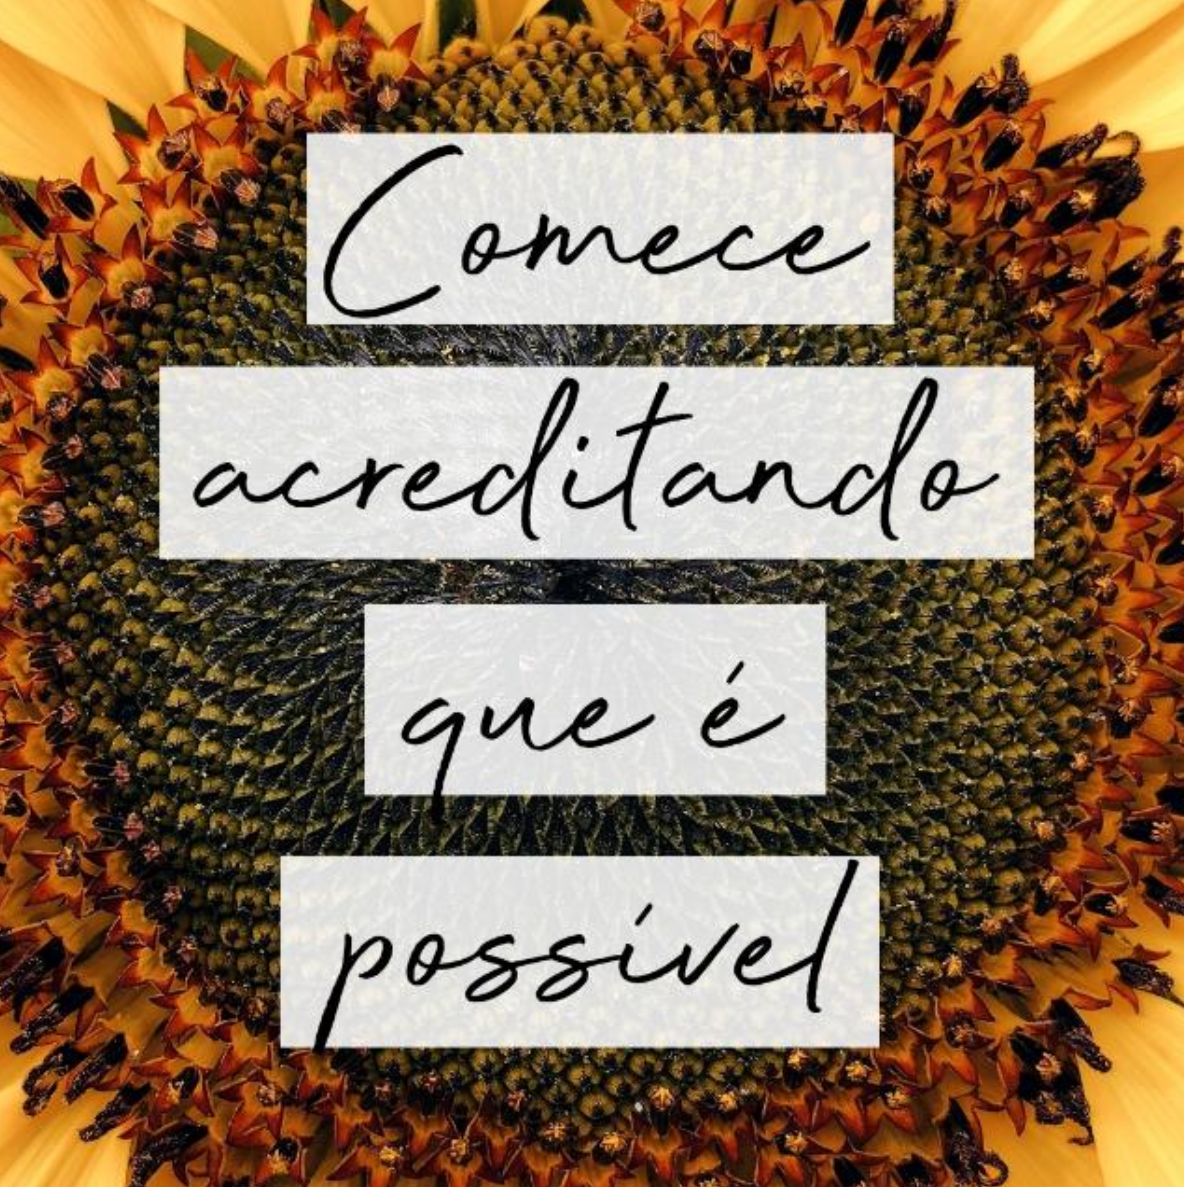 Comece
acreditando
que é
possível